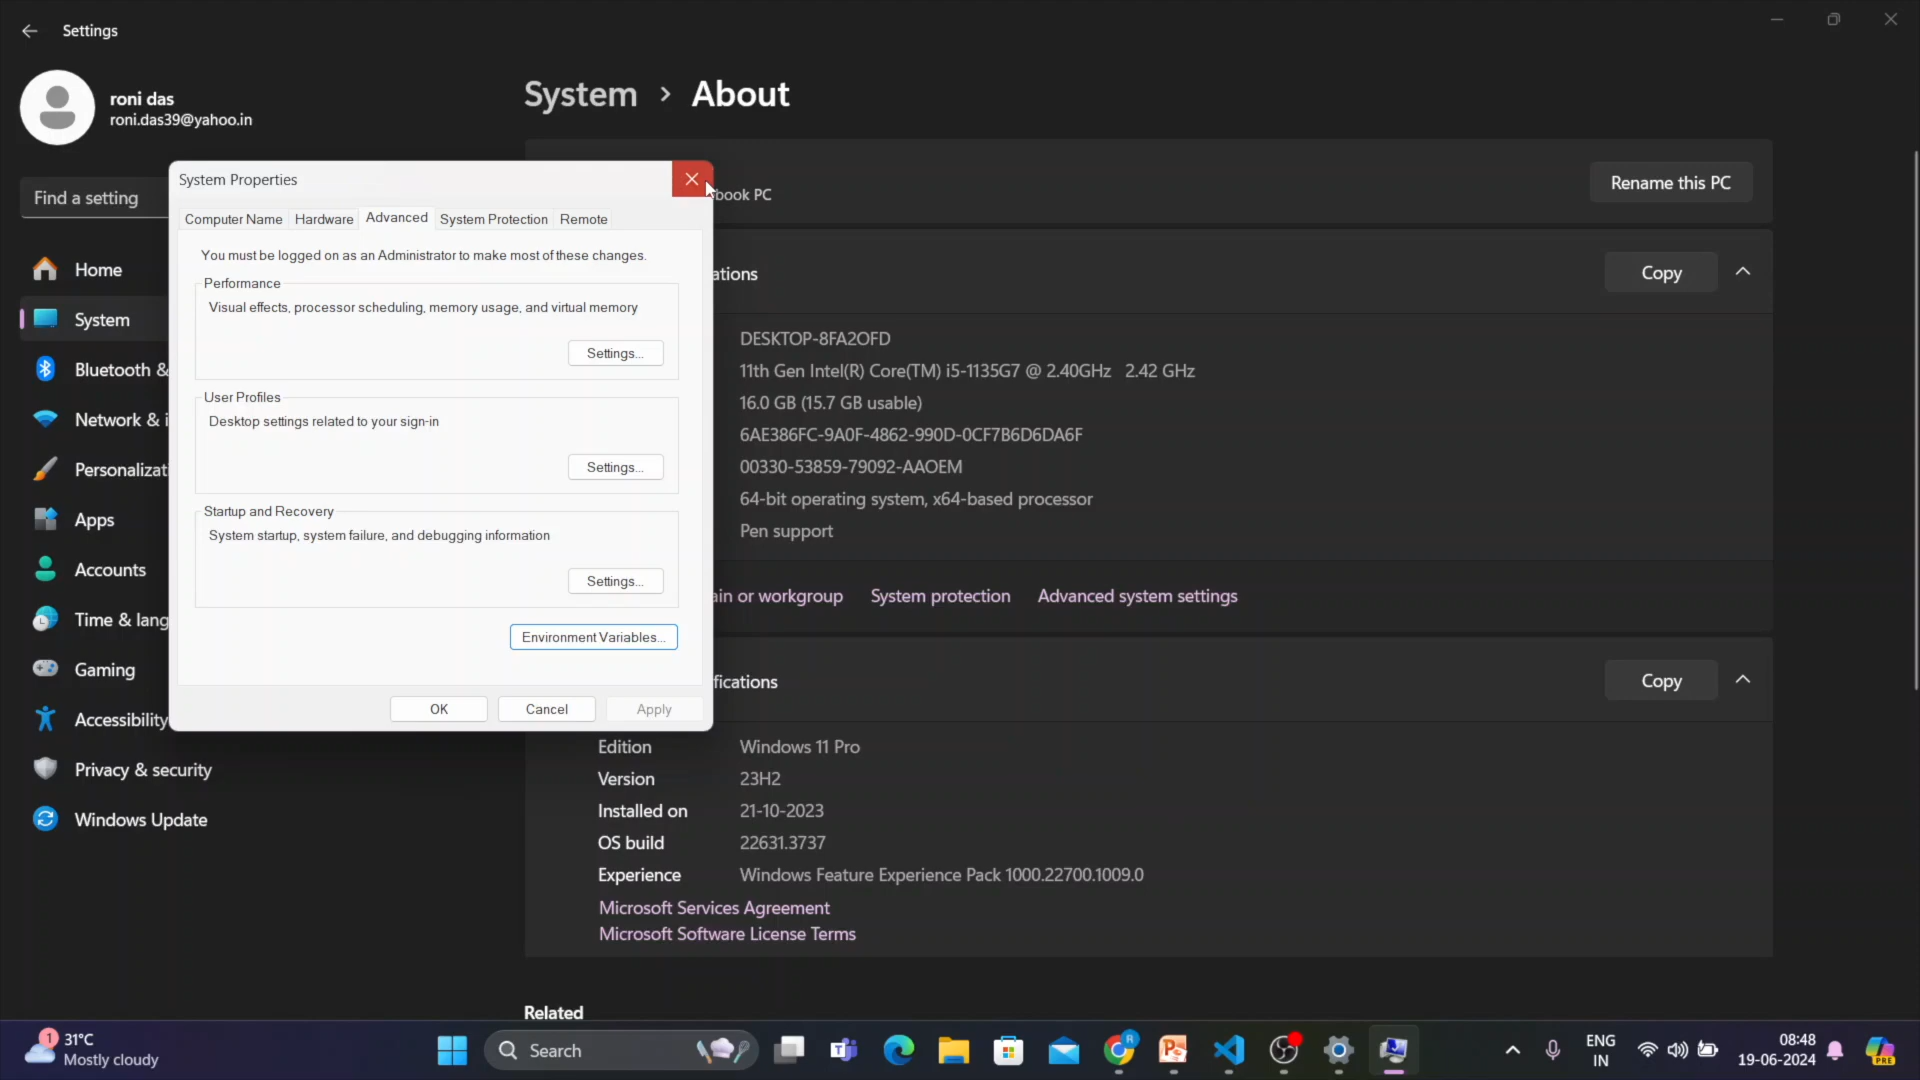 Settings
roni das
roni.das39@yahoo.in
System > About
Find a setting
book PC
Rename this PC
System Properties
Computer Name Hardware Advanced System Protection Remote
You must be logged on as an Administrator to make most of these changes.
Performance
Visual effects, processor scheduling, memory usage, and virtual memory
Settings...
User Profiles
Desktop settings related to your sign-in
Settings...
Startup and Recovery
System startup, system failure, and debugging information
Settings...
Environment Variables...
OK Cancel Apply
Home
System
Bluetooth &
Network & i
Personalizati
Apps
Accounts
Time & lang
Gaming
Accessibility
Privacy & security
Windows Update
ations
Copy
DESKTOP-8FA2OFD
11th Gen Intel(R) Core(TM) i5-1135G7 @ 2.40GHz 2.42 GHz
16.0 GB (15.7 GB usable)
6AE386FC-9A0F-4862-990D-0CF7B6D6DA6F
00330-53859-79092-AAOEM
64-bit operating system, x64-based processor
Pen support
ain or workgroup System protection Advanced system settings
fications
Copy
Edition Windows 11 Pro
Version 23H2
Installed on 21-10-2023
OS build 22631.3737
Experience Windows Feature Experience Pack 1000.22700.1009.0
Microsoft Services Agreement
Microsoft Software License Terms
Related
1
31°C
Mostly cloudy
Search
R
ENG
IN
08:48
19-06-2024
PRE